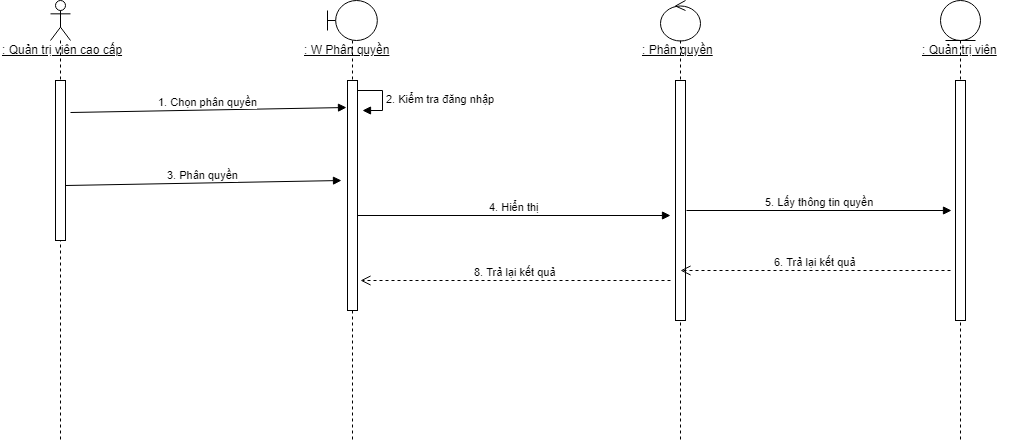 : Quản trị viên cao cấp
: W Phân quyền
: Phân quyền
: Quản trị viên
1. Chọn phân quyền
2. Kiểm tra đăng nhập
3. Phân quyền
4. Hiển thị
5. Lấy thông tin quyền
6. Trả lại kết quả
8. Trả lại kết quả